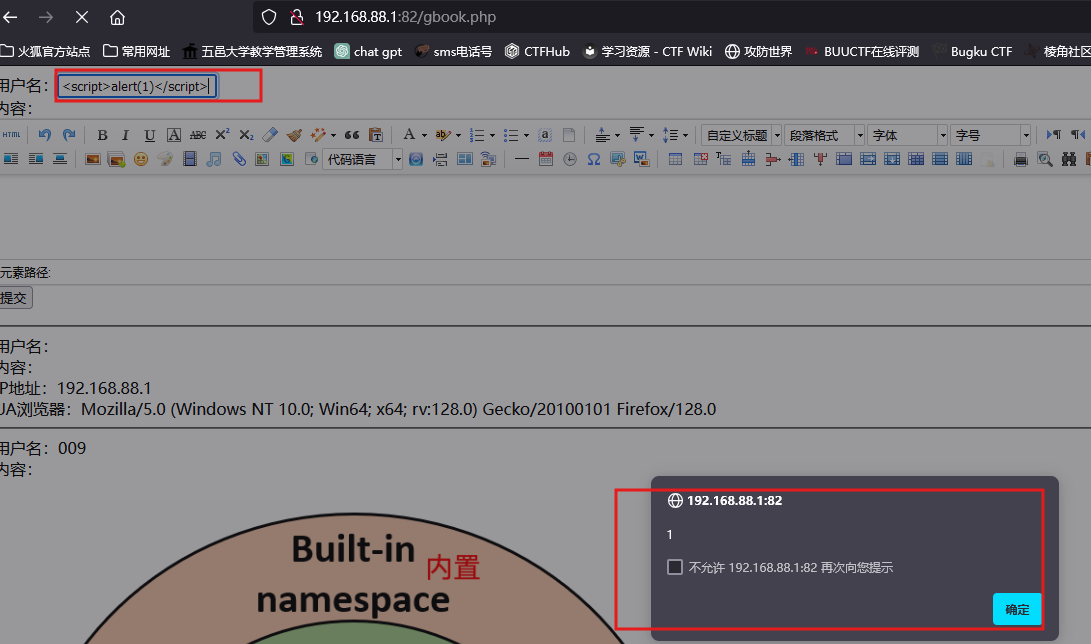 192.168.88.1:82/gbook.php
火狐官方站点 常用网址 五邑大学教学管理系统 chat gpt sms电话号 CTFHub 学习资源 - CTF Wiki 攻防世界 BUUCTF在线评测 Bugku CTF 棱角社区
用户名： <script>alert(1)</script>
内容：
HTML B I U A ABC X² X₂ A ab a 自定义标题 段落格式 字体 字号
代码语言 Ω
元素路径:
提交
用户名：
内容：
IP地址：192.168.88.1
UA浏览器：Mozilla/5.0 (Windows NT 10.0; Win64; x64; rv:128.0) Gecko/20100101 Firefox/128.0
用户名：009
内容：
Built-in 内置
namespace
192.168.88.1:82
1
不允许 192.168.88.1:82 再次向您提示
确定